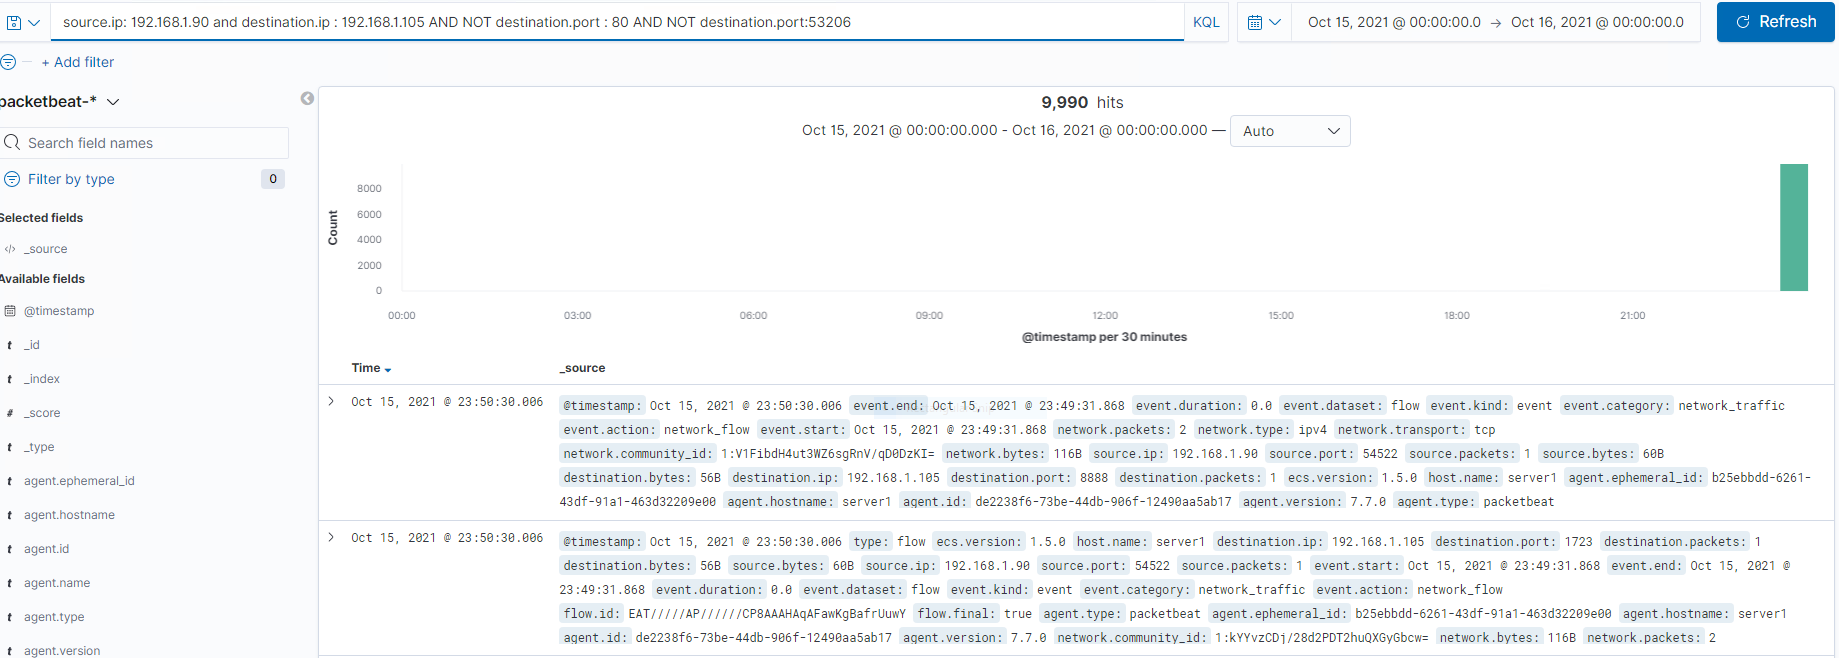 source.ip: 192.168.1.90 and destination.ip : 192.168.1.105 AND NOT destination.port : 80 AND NOT destination.port:53206
KQL
Oct 15, 2021 @ 00:00:00.0 → Oct 16, 2021 @ 00:00:00.0
Refresh
+ Add filter
packetbeat-*
Search field names
Filter by type 0
Selected fields
_source
Available fields
@timestamp
t _id
t _index
# _score
t _type
t agent.ephemeral_id
t agent.hostname
t agent.id
t agent.name
t agent.type
t agent.version
9,990 hits
Oct 15, 2021 @ 00:00:00.000 - Oct 16, 2021 @ 00:00:00.000 — Auto
Count
8000
6000
4000
2000
0
00:00 03:00 06:00 09:00 12:00 15:00 18:00 21:00
@timestamp per 30 minutes
Time _source
Oct 15, 2021 @ 23:50:30.006
@timestamp: Oct 15, 2021 @ 23:50:30.006 event.end: Oct 15, 2021 @ 23:49:31.868 event.duration: 0.0 event.dataset: flow event.kind: event event.category: network_traffic
event.action: network_flow event.start: Oct 15, 2021 @ 23:49:31.868 network.packets: 2 network.type: ipv4 network.transport: tcp
network.community_id: 1:V1FibdH4ut3WZ6sgRnV/qD0DzKI= network.bytes: 116B source.ip: 192.168.1.90 source.port: 54522 source.packets: 1 source.bytes: 60B
destination.bytes: 56B destination.ip: 192.168.1.105 destination.port: 8888 destination.packets: 1 ecs.version: 1.5.0 host.name: server1 agent.ephemeral_id: b25ebbdd-6261-
43df-91a1-463d32209e00 agent.hostname: server1 agent.id: de2238f6-73be-44db-906f-12490aa5ab17 agent.version: 7.7.0 agent.type: packetbeat
Oct 15, 2021 @ 23:50:30.006
@timestamp: Oct 15, 2021 @ 23:50:30.006 type: flow ecs.version: 1.5.0 host.name: server1 destination.ip: 192.168.1.105 destination.port: 1723 destination.packets: 1
destination.bytes: 56B source.bytes: 60B source.ip: 192.168.1.90 source.port: 54522 source.packets: 1 event.start: Oct 15, 2021 @ 23:49:31.868 event.end: Oct 15, 2021 @
23:49:31.868 event.duration: 0.0 event.dataset: flow event.kind: event event.category: network_traffic event.action: network_flow
flow.id: EAT/////AP//////CP8AAAHAqAFawKgBafrUuwY flow.final: true agent.type: packetbeat agent.ephemeral_id: b25ebbdd-6261-43df-91a1-463d32209e00 agent.hostname: server1
agent.id: de2238f6-73be-44db-906f-12490aa5ab17 agent.version: 7.7.0 network.community_id: 1:kYYvzCDj/28d2PDT2huQXGyGbcw= network.bytes: 116B network.packets: 2